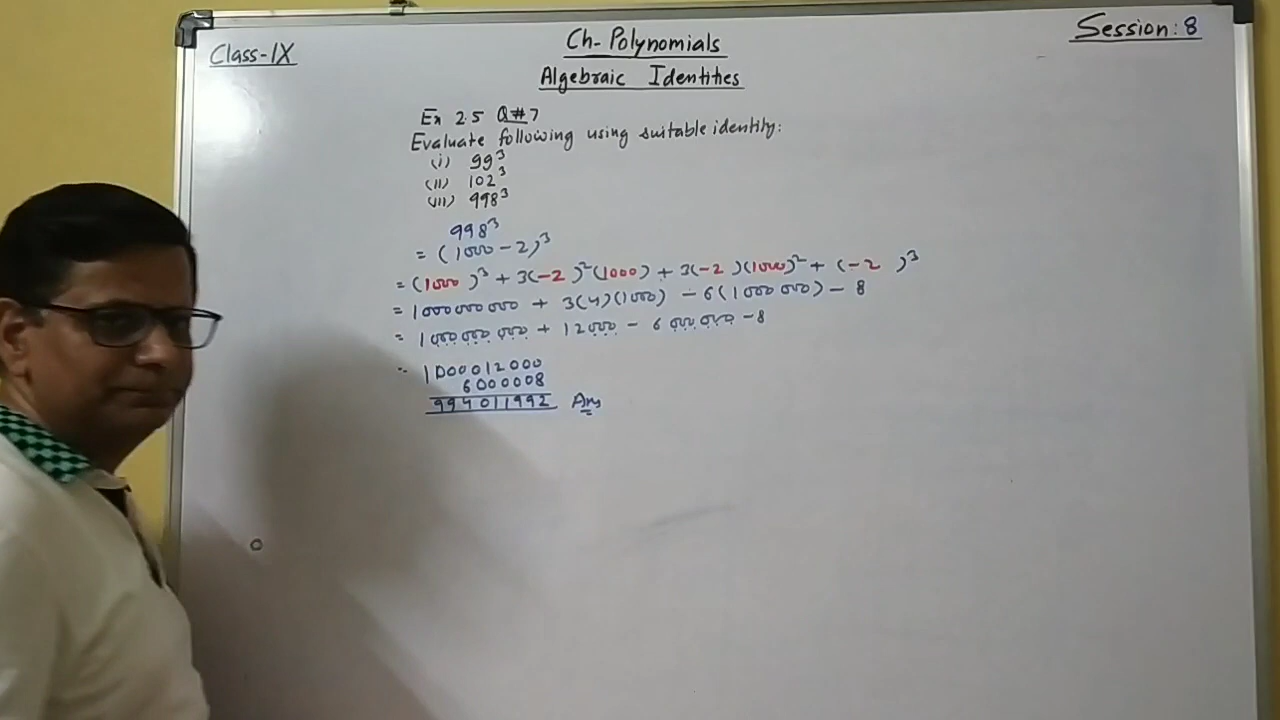 Class-IX
Ch-Polynomials
Session: 8
Algebraic Identities
Ex 2.5 Q#7
Evaluate following using suitable identity:
(i) 99³
(ii) 102³
(iii) 998³
998³
= (1000 - 2)³
= (1000)³ + 3(-2)²(1000) + 3(-2)(1000)² + (-2)³
= 1000000000 + 3(4)(1000) - 6(1000000) - 8
= 1000000000 + 12000 - 6000000 - 8
1000012000
6000008
994011992 Ans